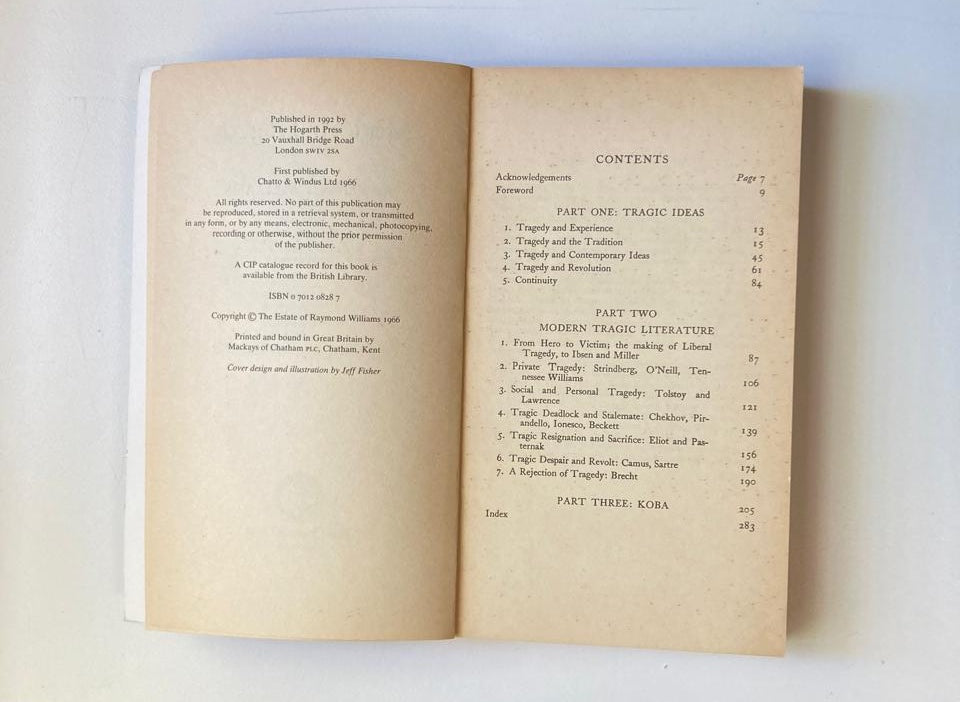 Published in 1992 by
The Hogarth Press
20 Vauxhall Bridge Road
London SW1V 2SA
First published by
Chatto & Windus Ltd 1966
All rights reserved. No part of this publication may
be reproduced, stored in a retrieval system, or transmitted
in any form, or by any means, electronic, mechanical, photocopying,
recording or otherwise, without the prior permission
of the publisher.
A CIP catalogue record for this book is
available from the British Library.
ISBN 0 7012 0828 7
Copyright © The Estate of Raymond Williams 1966
Printed and bound in Great Britain by
Mackays of Chatham PLC, Chatham, Kent
Cover design and illustration by Jeff Fisher
CONTENTS
Acknowledgements Page 7
Foreword 9
PART ONE: TRAGIC IDEAS
1. Tragedy and Experience 13
2. Tragedy and the Tradition 15
3. Tragedy and Contemporary Ideas 45
4. Tragedy and Revolution 61
5. Continuity 84
PART TWO
MODERN TRAGIC LITERATURE
1. From Hero to Victim; the making of Liberal
Tragedy, to Ibsen and Miller 87
2. Private Tragedy: Strindberg, O'Neill, Ten-
nessee Williams 106
3. Social and Personal Tragedy: Tolstoy and
Lawrence 121
4. Tragic Deadlock and Stalemate: Chekhov, Pir-
andello, Ionesco, Beckett 139
5. Tragic Resignation and Sacrifice: Eliot and Pas-
ternak 156
6. Tragic Despair and Revolt: Camus, Sartre 174
7. A Rejection of Tragedy: Brecht 190
PART THREE: KOBA 205
Index 283